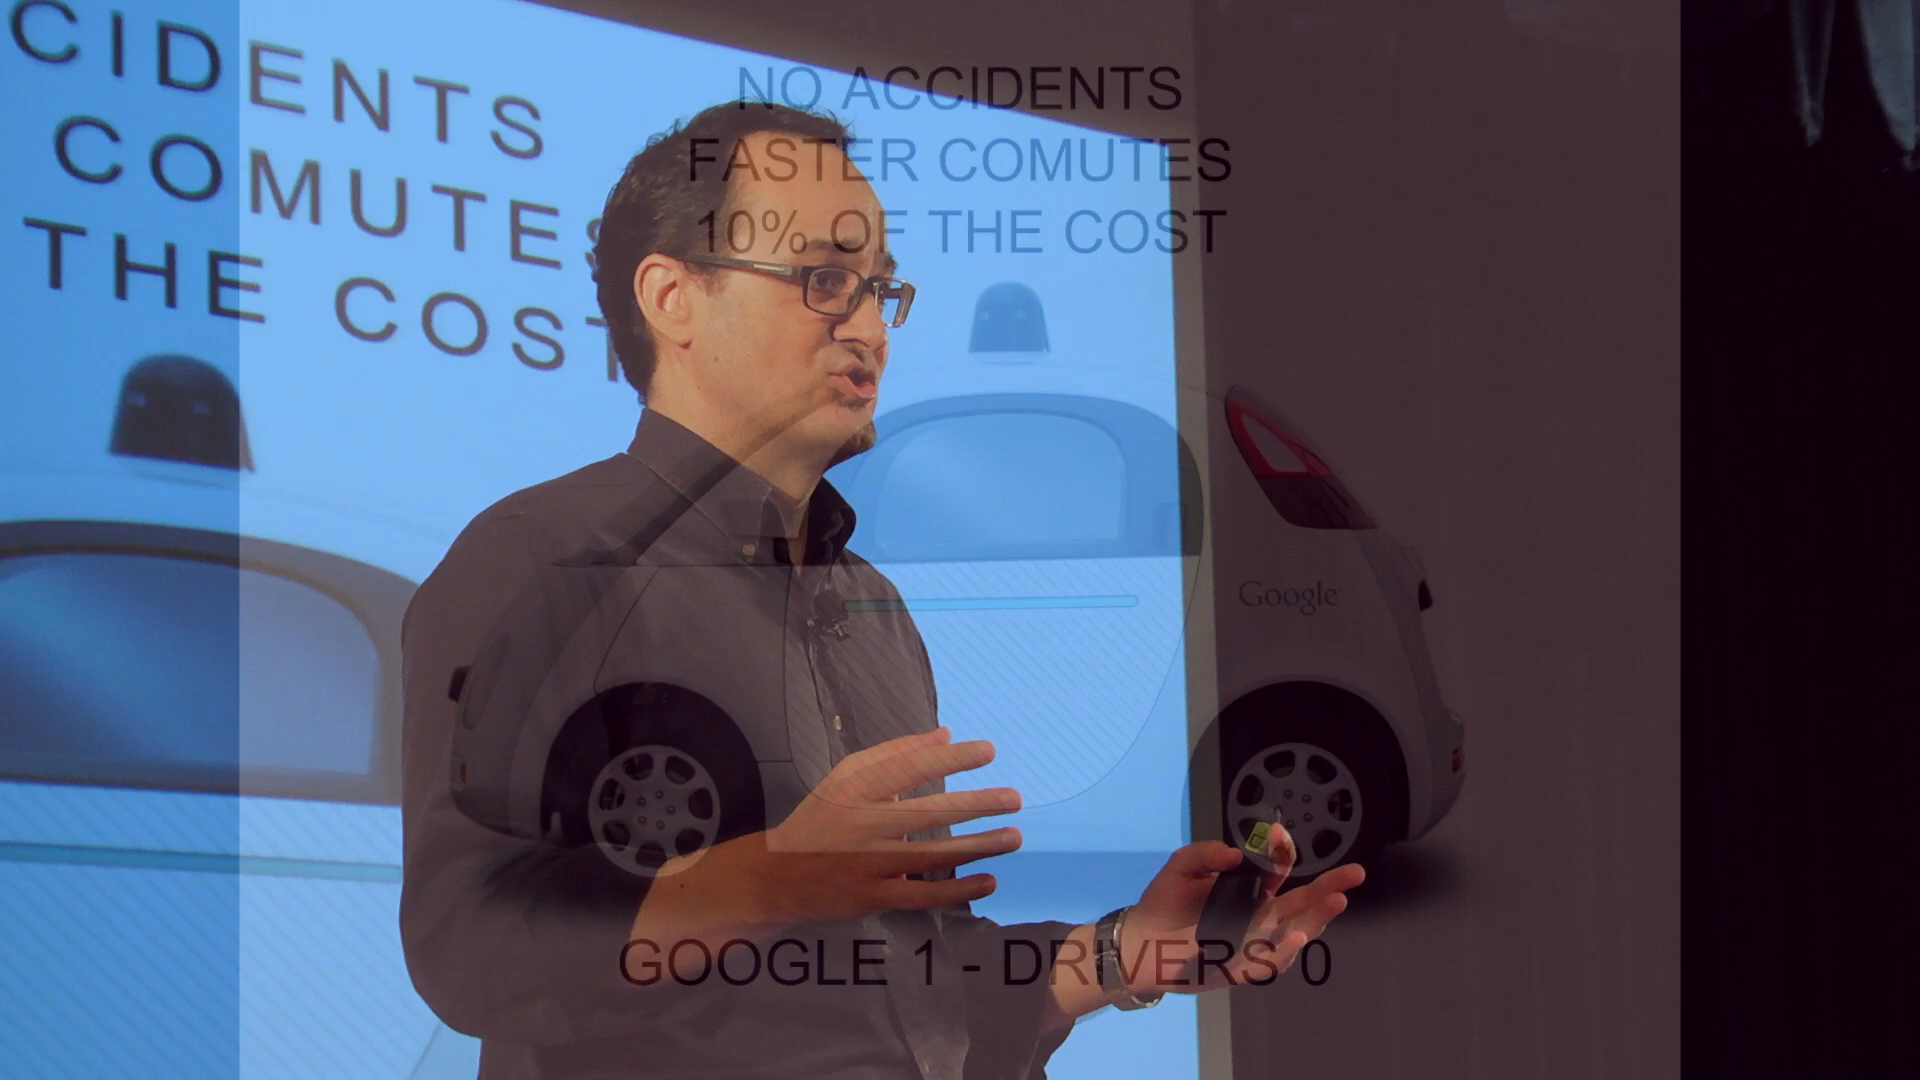 CIDENTS
COMUTES
THE COST
NO ACCIDENTS
FASTER COMUTES
10% OF THE COST
Google
GOOGLE 1 - DRIVERS 0